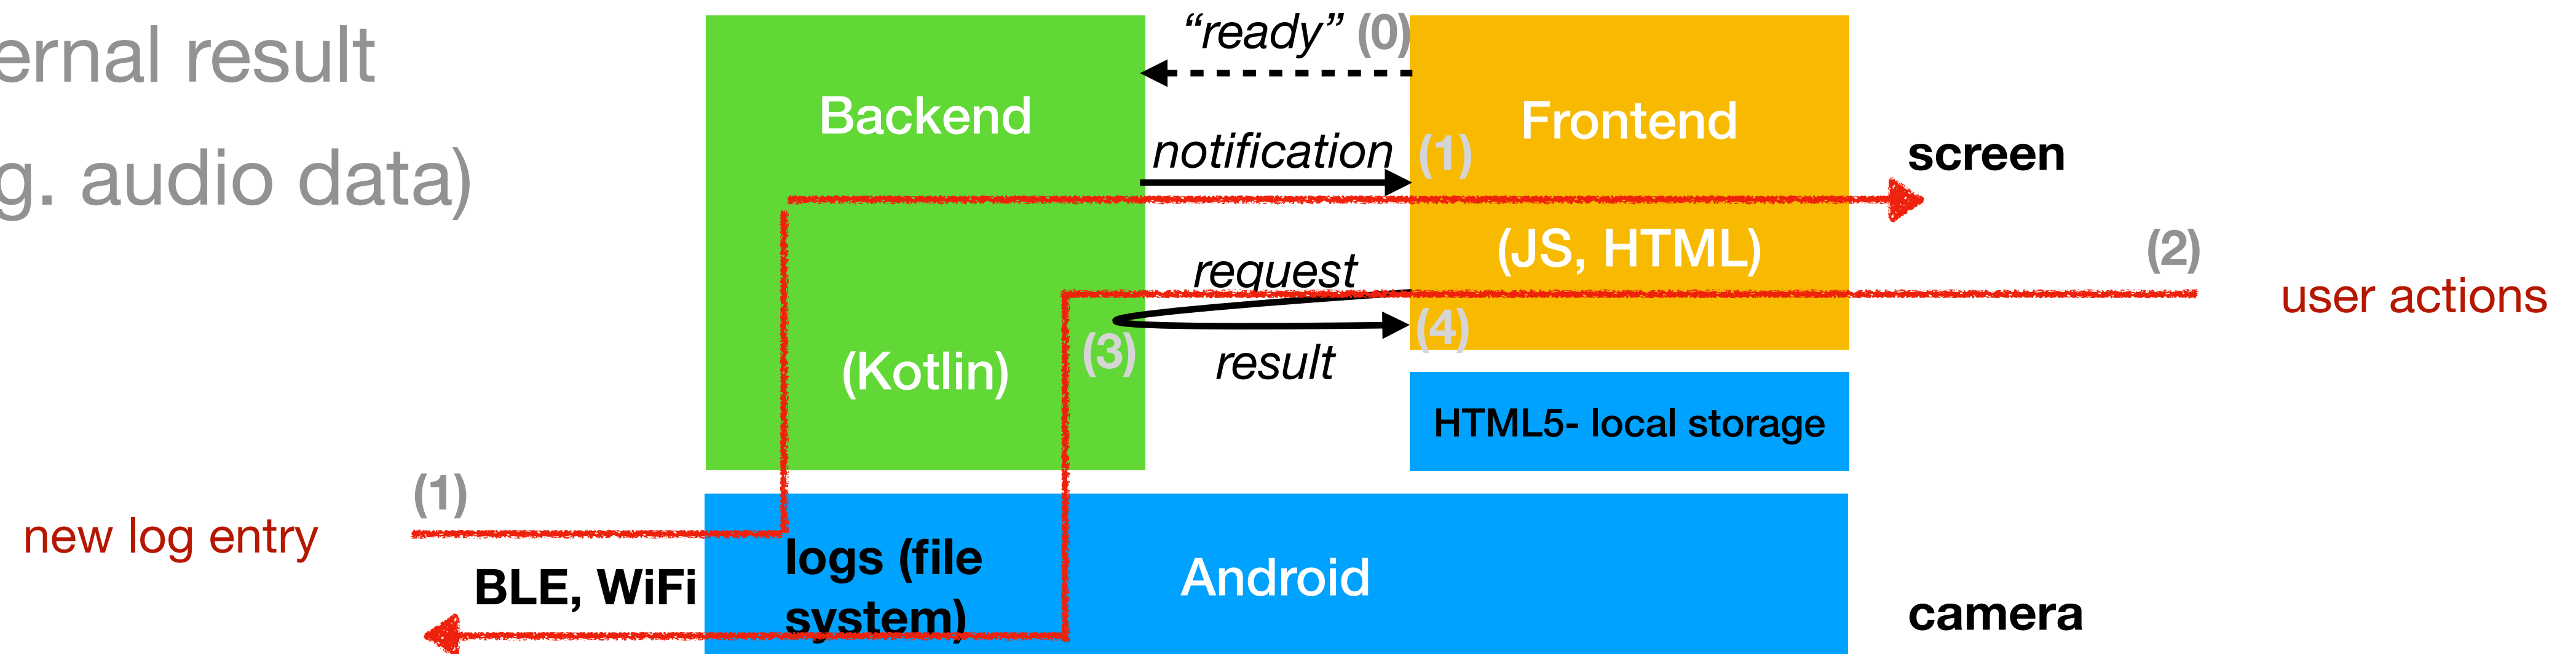 ernal result
g. audio data)
“ready” (0)
Backend
Frontend
notification (1)
screen
(JS, HTML)
(2)
request
user actions
(4)
(3)
result
(Kotlin)
HTML5- local storage
(1)
new log entry
logs (file
system)
BLE, WiFi
Android
camera